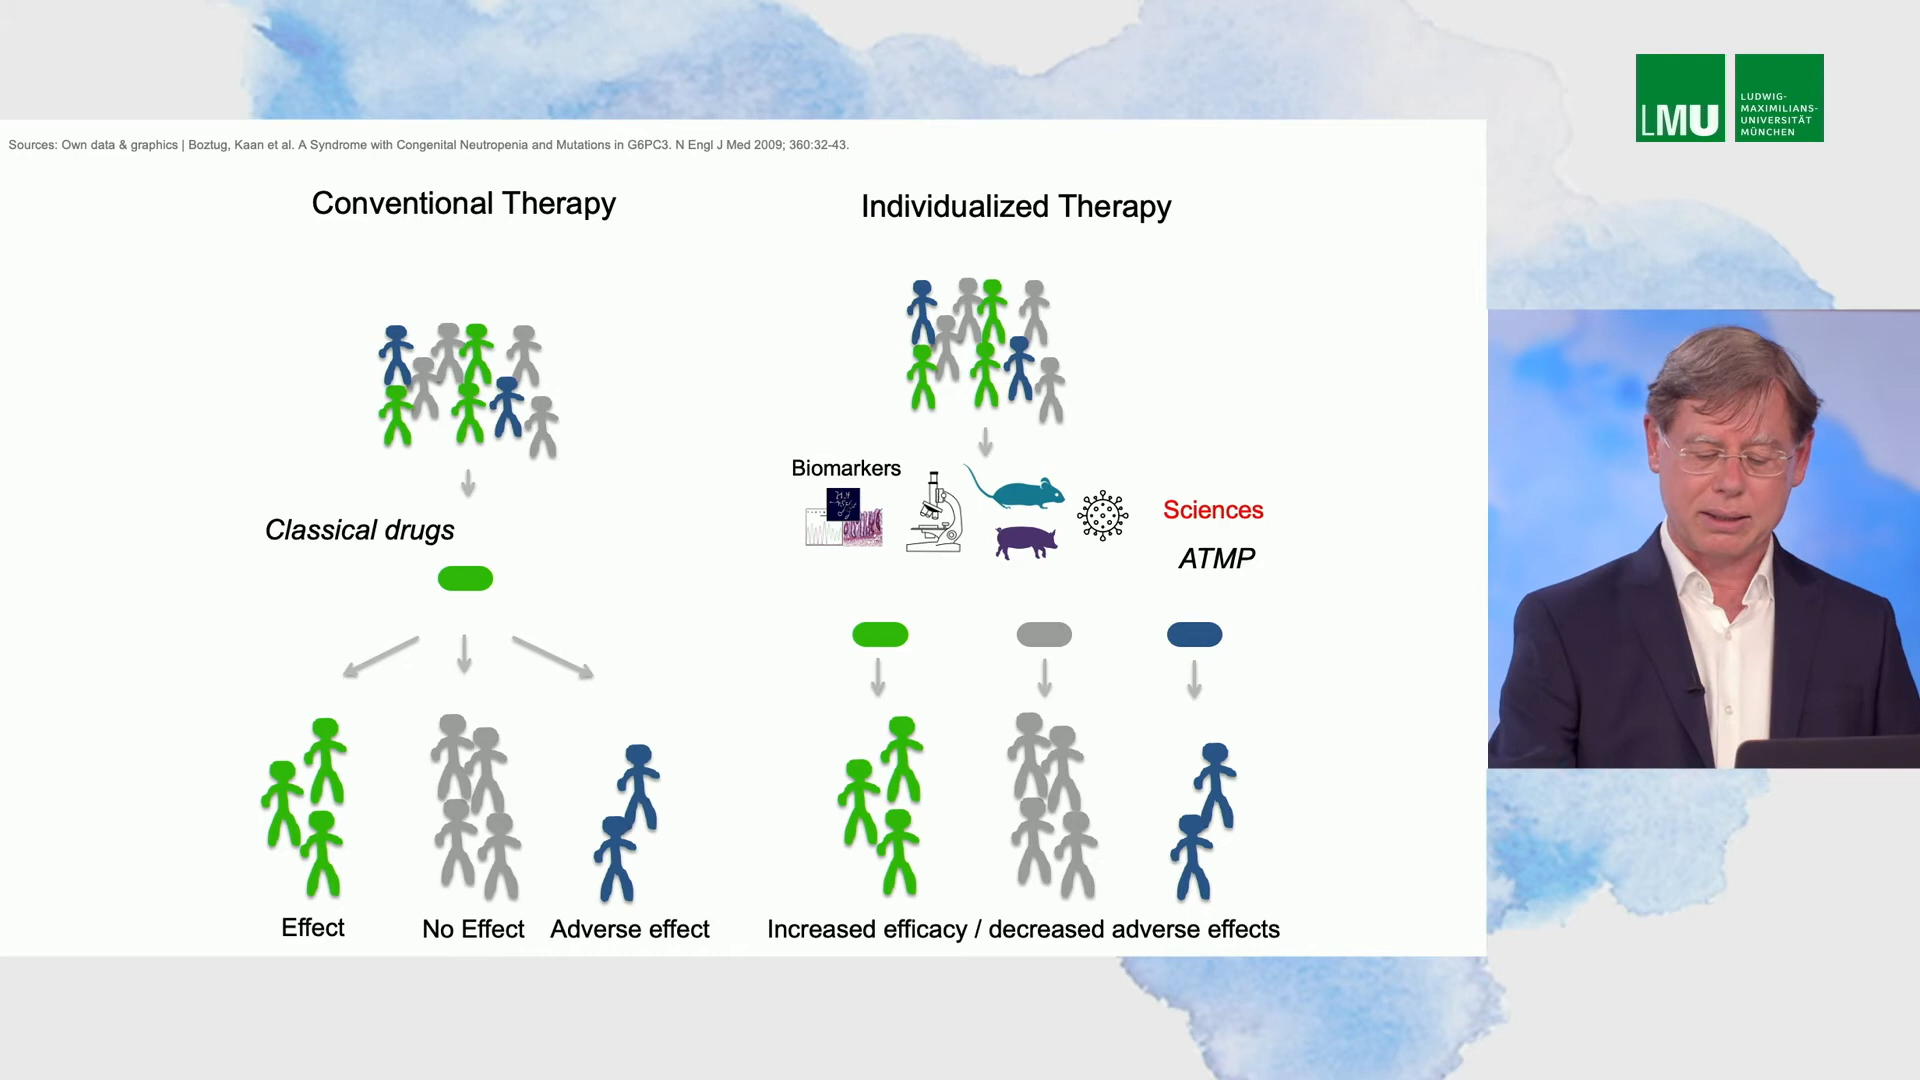 LMU
LUDWIG-
MAXIMILIANS-
UNIVERSITÄT
MÜNCHEN
Sources: Own data & graphics | Boztug, Kaan et al. A Syndrome with Congenital Neutropenia and Mutations in G6PC3. N Engl J Med 2009; 360:32-43.
Conventional Therapy
Individualized Therapy
Biomarkers
Sciences
Classical drugs
ATMP
Effect
No Effect
Adverse effect
Increased efficacy / decreased adverse effects